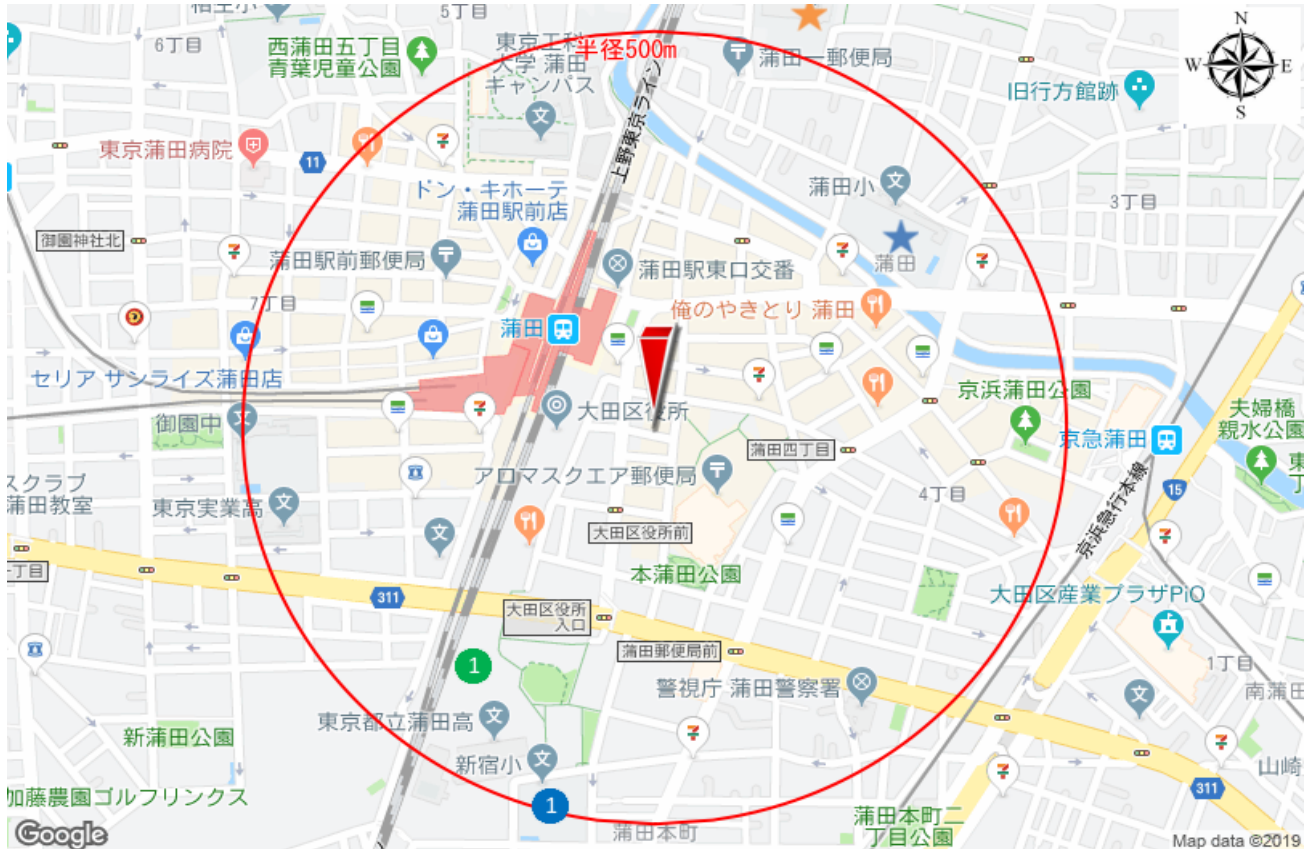 相生小
5丁目
6丁目
西蒲田五丁目
青葉児童公園
東京工科
大学 蒲田
キャンパス
半径500m
蒲田一郵便局
N
W
E
S
旧行方館跡
上野東京ライン
東京蒲田病院
11
ドン・キホーテ
蒲田駅前店
蒲田小
3丁目
御園神社北
蒲田駅前郵便局
蒲田駅東口交番
蒲田
7丁目
俺のやきとり 蒲田
蒲田
セリア サンライズ蒲田店
京浜蒲田公園
御園中
大田区役所
夫婦橋
親水公園
京急蒲田
蒲田四丁目
アロマスクエア郵便局
スクラブ
蒲田教室
東京実業高
4丁目
15
京浜急行本線
大田区役所前
丁目
本蒲田公園
311
大田区産業プラザPiO
大田区役所
入口
蒲田郵便局前
1
1丁目
警視庁 蒲田警察署
南蒲田
東京都立蒲田高
新蒲田公園
新宿小
山崎
加藤農園ゴルフリンクス
311
1
蒲田本町
蒲田本町二
丁目公園
Google
Map data ©2019